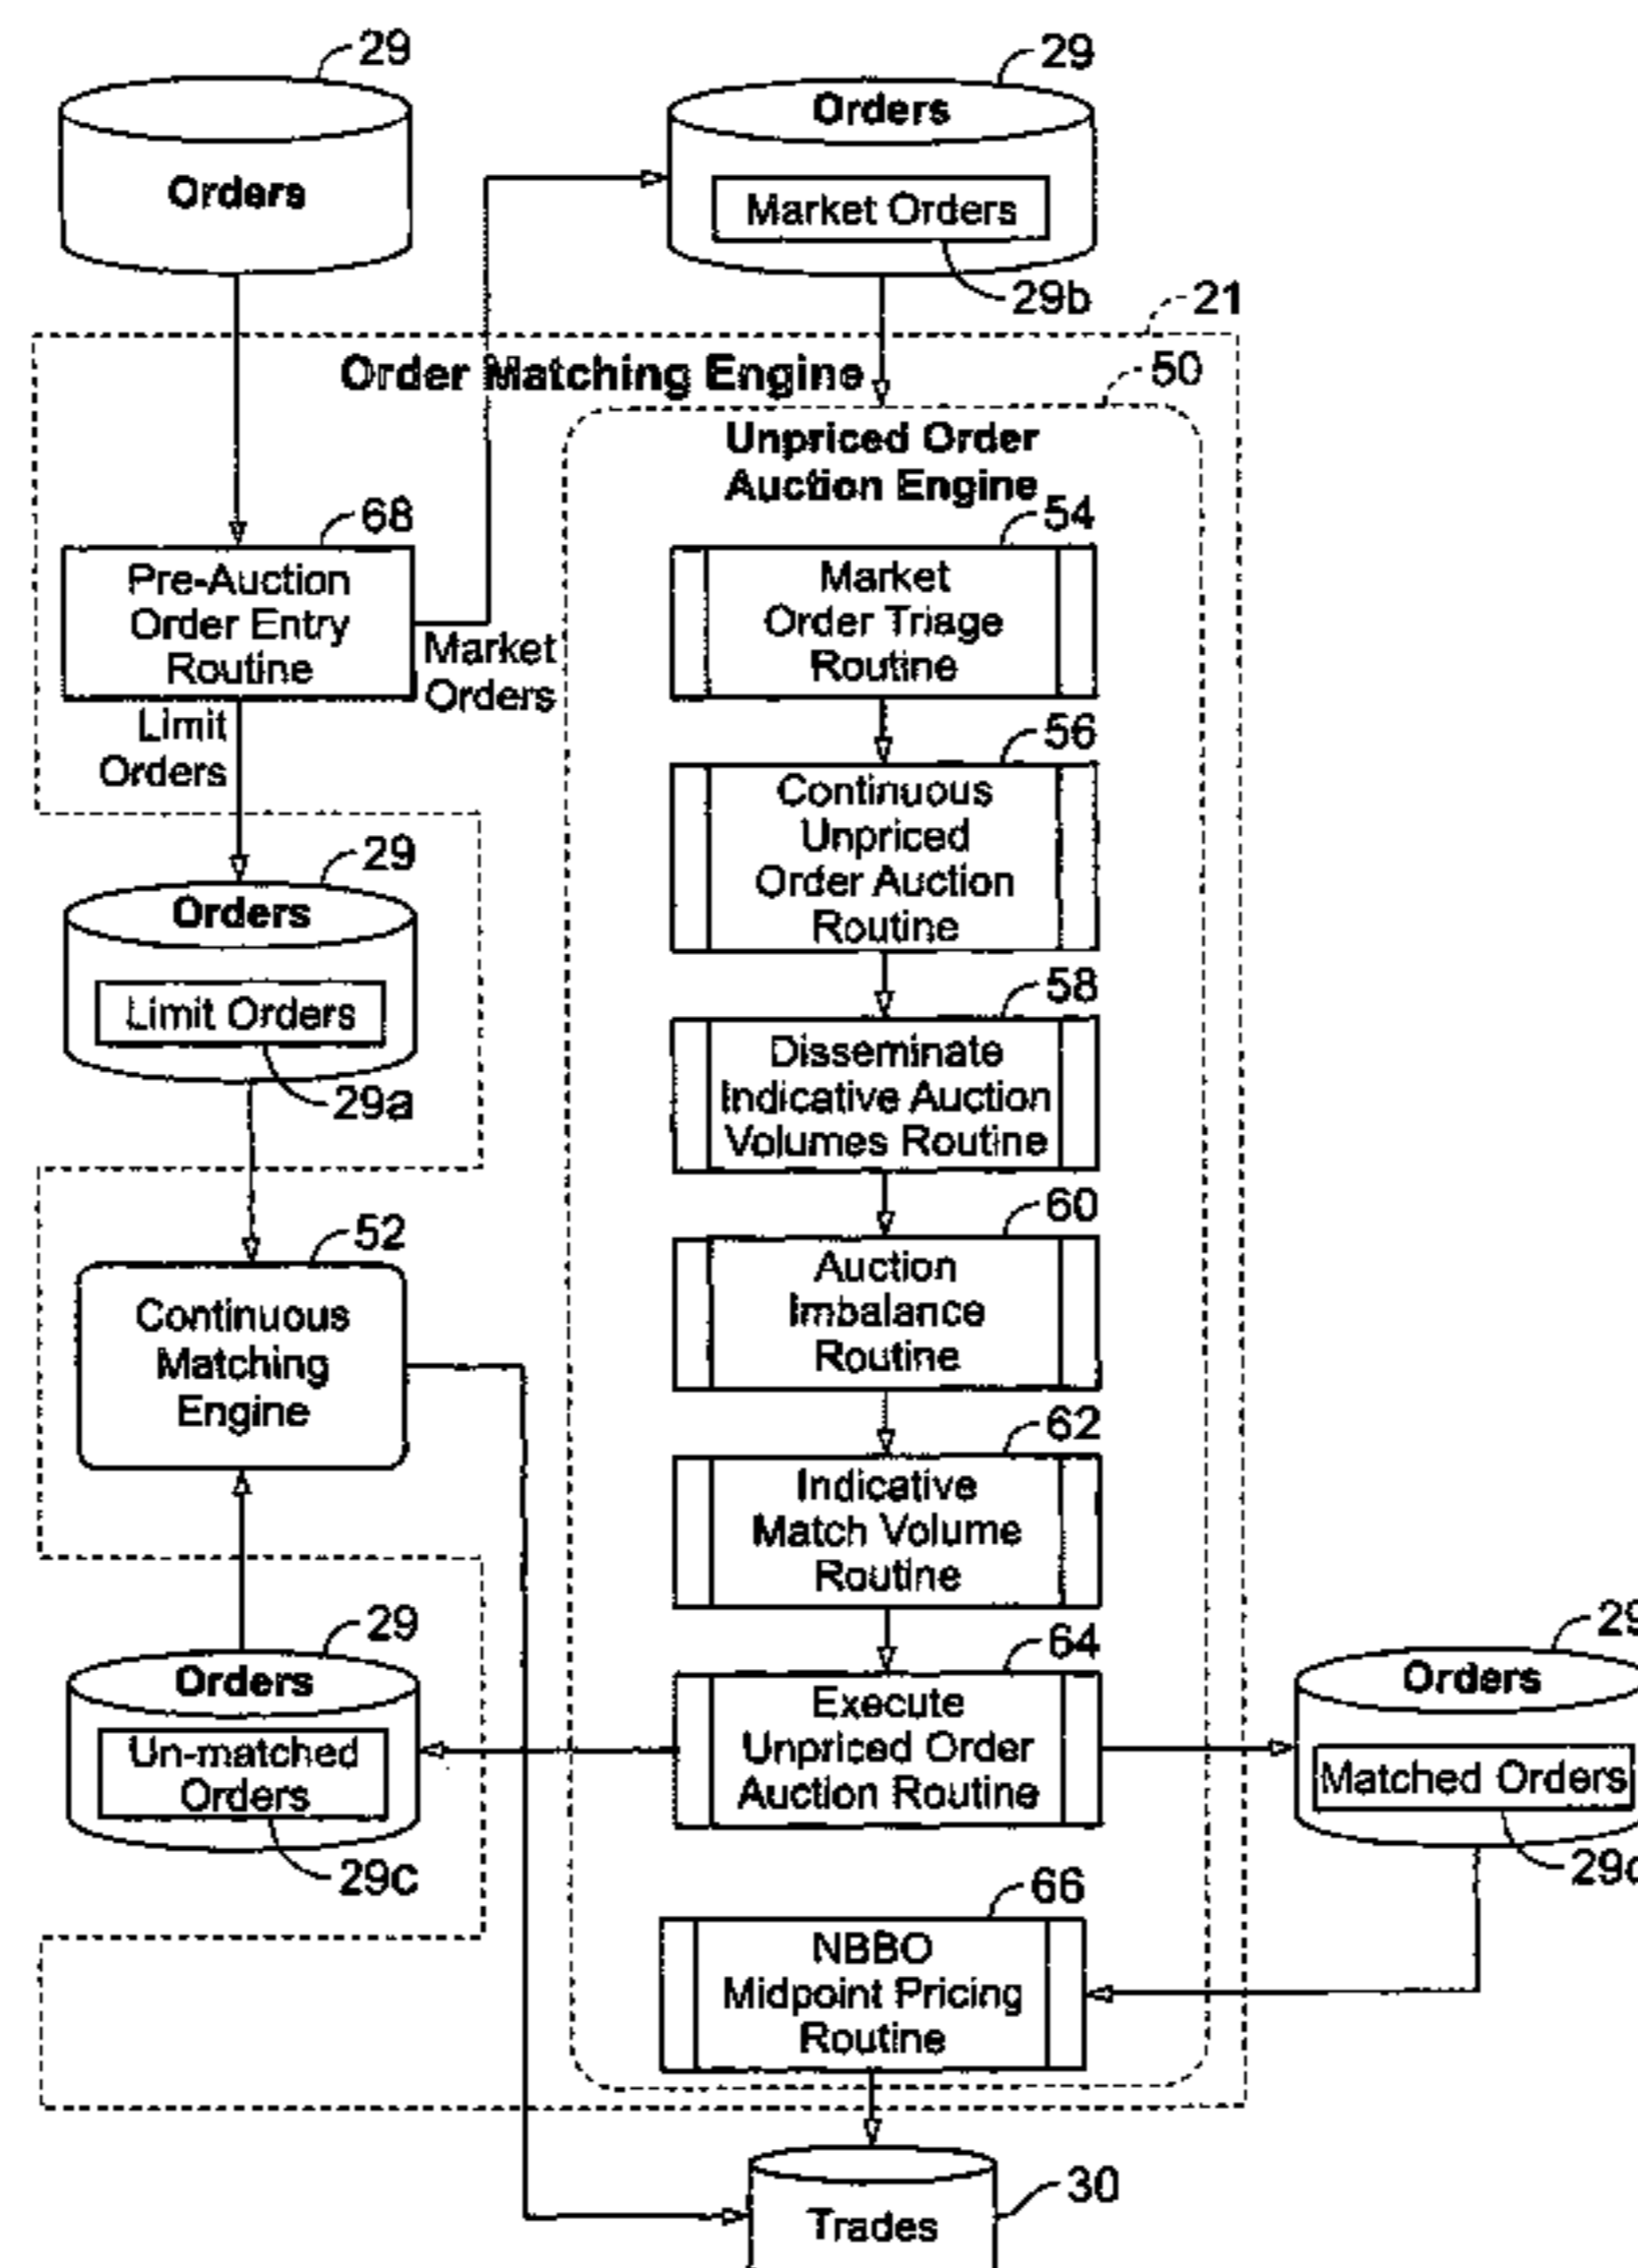 29
Orders
29
Orders
Market Orders
29b
21
Order Matching Engine
50
Unpriced Order
Auction Engine
68
Pre-Auction
Order Entry
Routine
Market
Orders
Limit
Orders
54
Market
Order Triage
Routine
56
Continuous
Unpriced
Order Auction
Routine
29
Orders
Limit Orders
29a
58
Disseminate
Indicative Auction
Volumes Routine
52
Continuous
Matching
Engine
60
Auction
Imbalance
Routine
62
Indicative
Match Volume
Routine
29
Orders
Un-matched
Orders
29c
64
Execute
Unpriced Order
Auction Routine
29
Orders
Matched Orders
66
NBBO
Midpoint Pricing
Routine
30
Trades